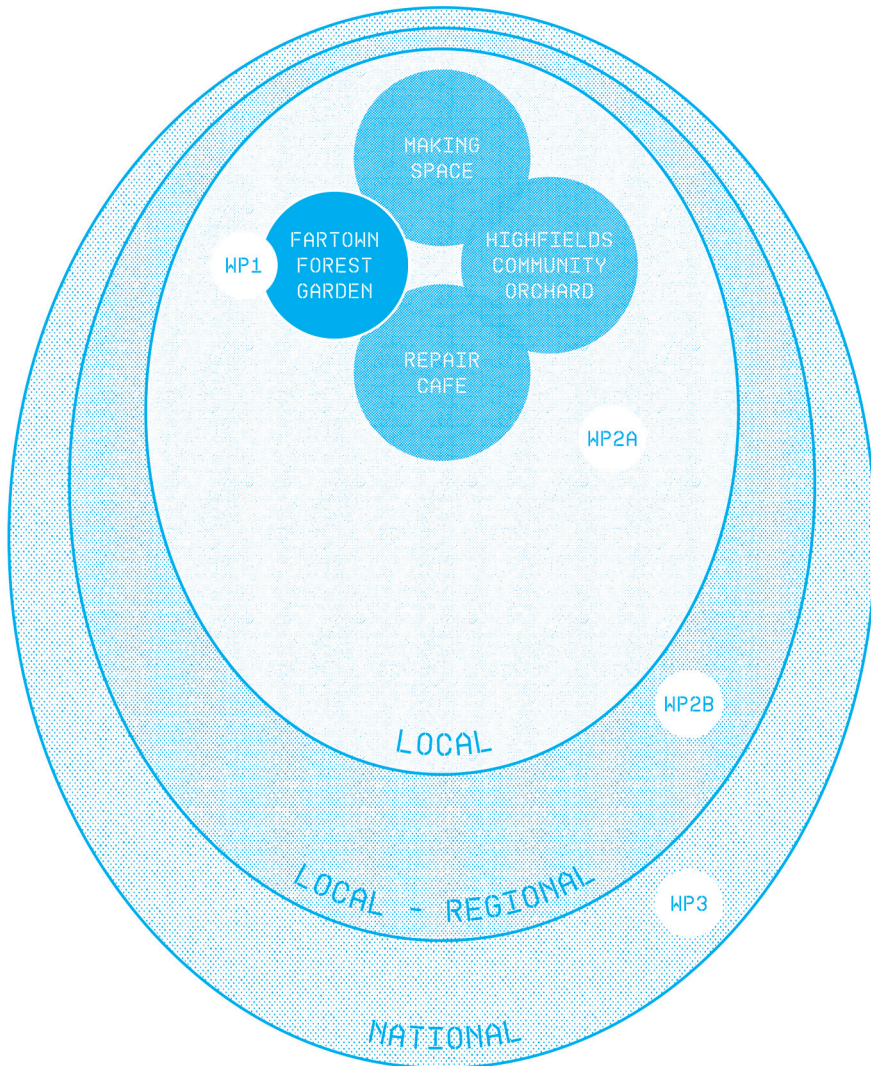 MAKING
SPACE
WP1
FARTOWN
FOREST
GARDEN
HIGHFIELDS
COMMUNITY
ORCHARD
REPAIR
CAFE
WP2A
WP2B
LOCAL
LOCAL - REGIONAL
WP3
NATIONAL